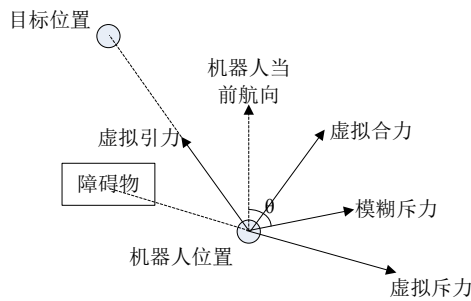 目标位置
机器人当
前航向
虚拟引力
虚拟合力
障碍物
θ
模糊斥力
机器人位置
虚拟斥力